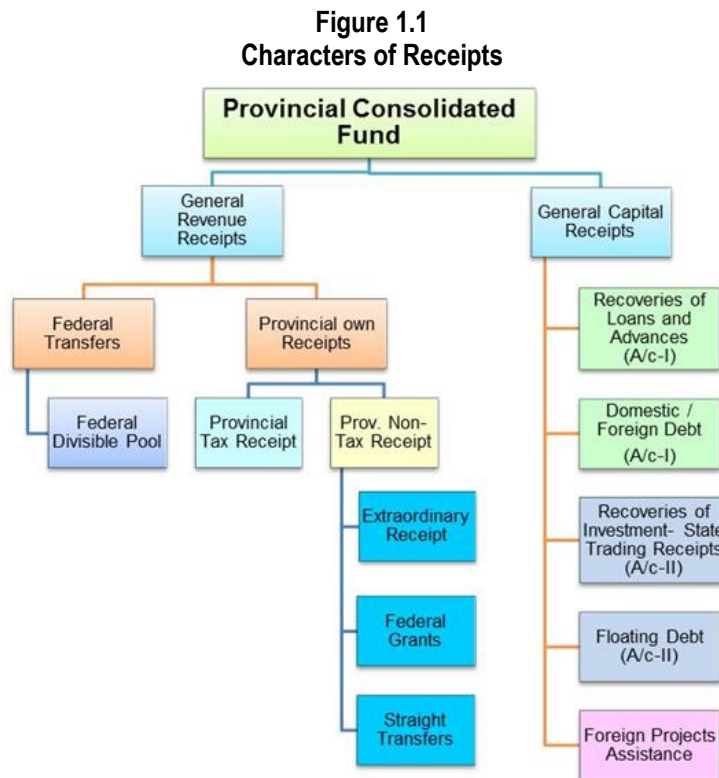 Figure 1.1
Characters of Receipts
Provincial Consolidated
Fund
General
Revenue
Receipts
General Capital
Receipts
Federal
Transfers
Provincial own
Receipts
Federal
Divisible Pool
Provincial
Tax Receipt
Prov. Non-
Tax Receipt
Extraordinary
Receipt
Federal
Grants
Straight
Transfers
Recoveries of
Loans and
Advances
(A/c-I)
Domestic /
Foreign Debt
(A/c-I)
Recoveries of
Investment- State
Trading Receipts
(A/c-II)
Floating Debt
(A/c-II)
Foreign Projects
Assistance